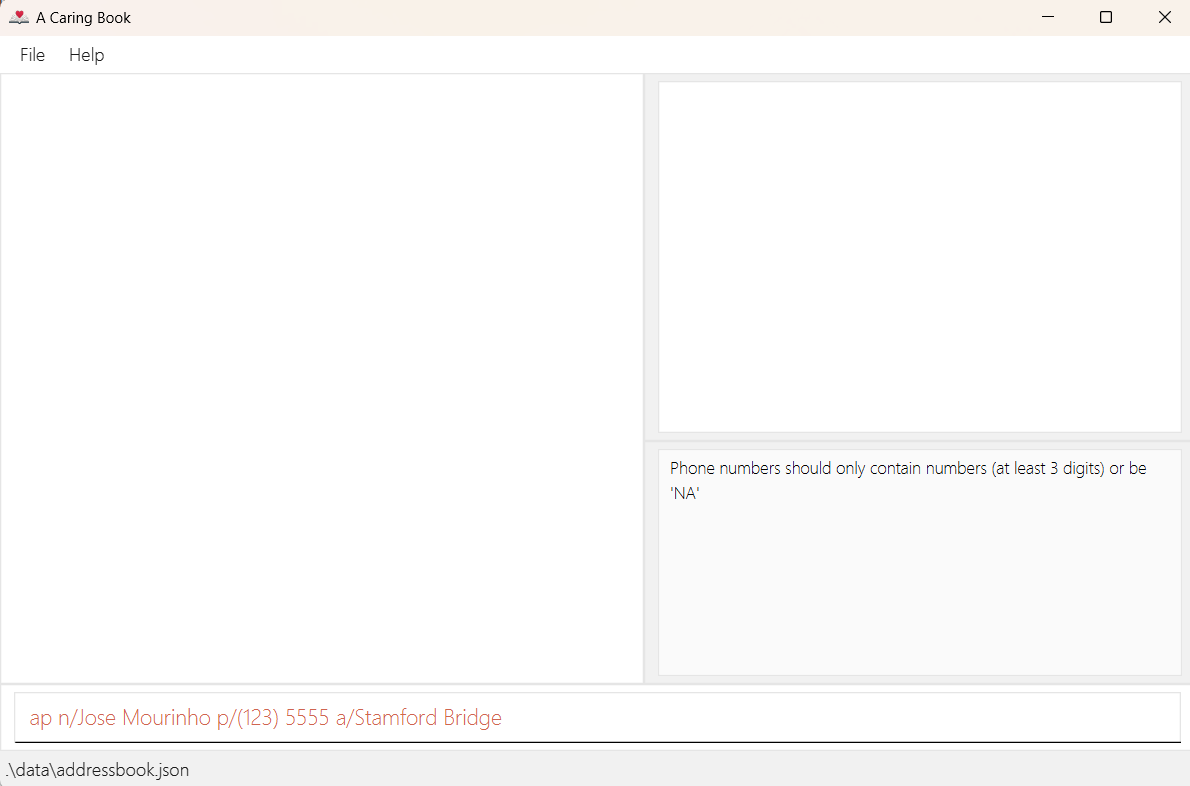 A Caring Book
File Help
Phone numbers should only contain numbers (at least 3 digits) or be
'NA'
ap n/Jose Mourinho p/(123) 5555 a/Stamford Bridge
.\data\addressbook.json